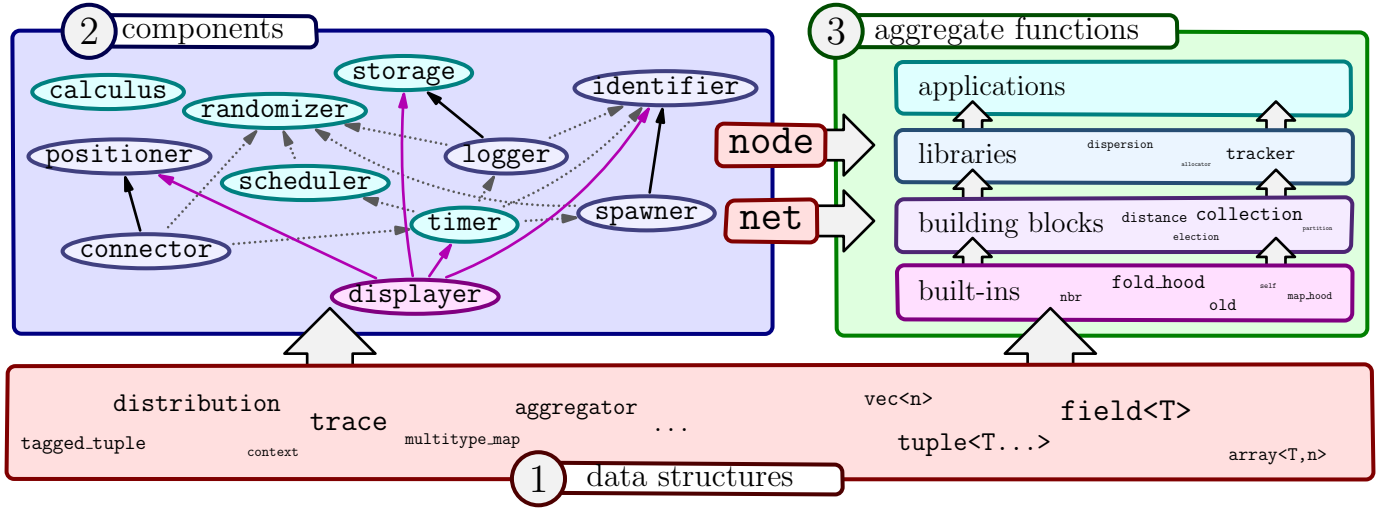 2 components
3 aggregate functions
storage
identifier
calculus
randomizer
positioner
logger
scheduler
spawner
timer
connector
displayer
node
net
applications
libraries dispersion allocator tracker
building blocks distance collection election partition
built-ins nbr fold_hood old self map_hood
distribution trace aggregator ... vec<n> field<T>
tagged_tuple context multitype_map tuple<T...> array<T,n>
1 data structures